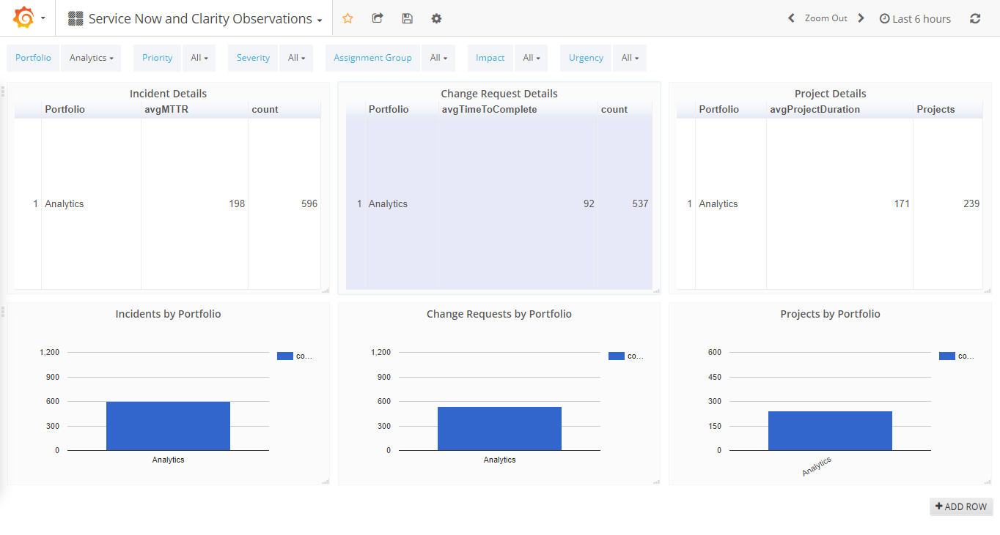 Service Now and Clarity Observations
Zoom Out
Last 6 hours
Portfolio Analytics Priority All Severity All Assignment Group All Impact All Urgency All
Incident Details
Portfolio avgMTTR count
1 Analytics 198 596
Change Request Details
Portfolio avgTimeToComplete count
1 Analytics 92 537
Project Details
Portfolio avgProjectDuration Projects
1 Analytics 171 239
Incidents by Portfolio
1,200
900
600
300
0
Analytics
co...
Change Requests by Portfolio
1,200
900
600
300
0
Analytics
co...
Projects by Portfolio
600
450
300
150
0
Analytics
co...
+ ADD ROW